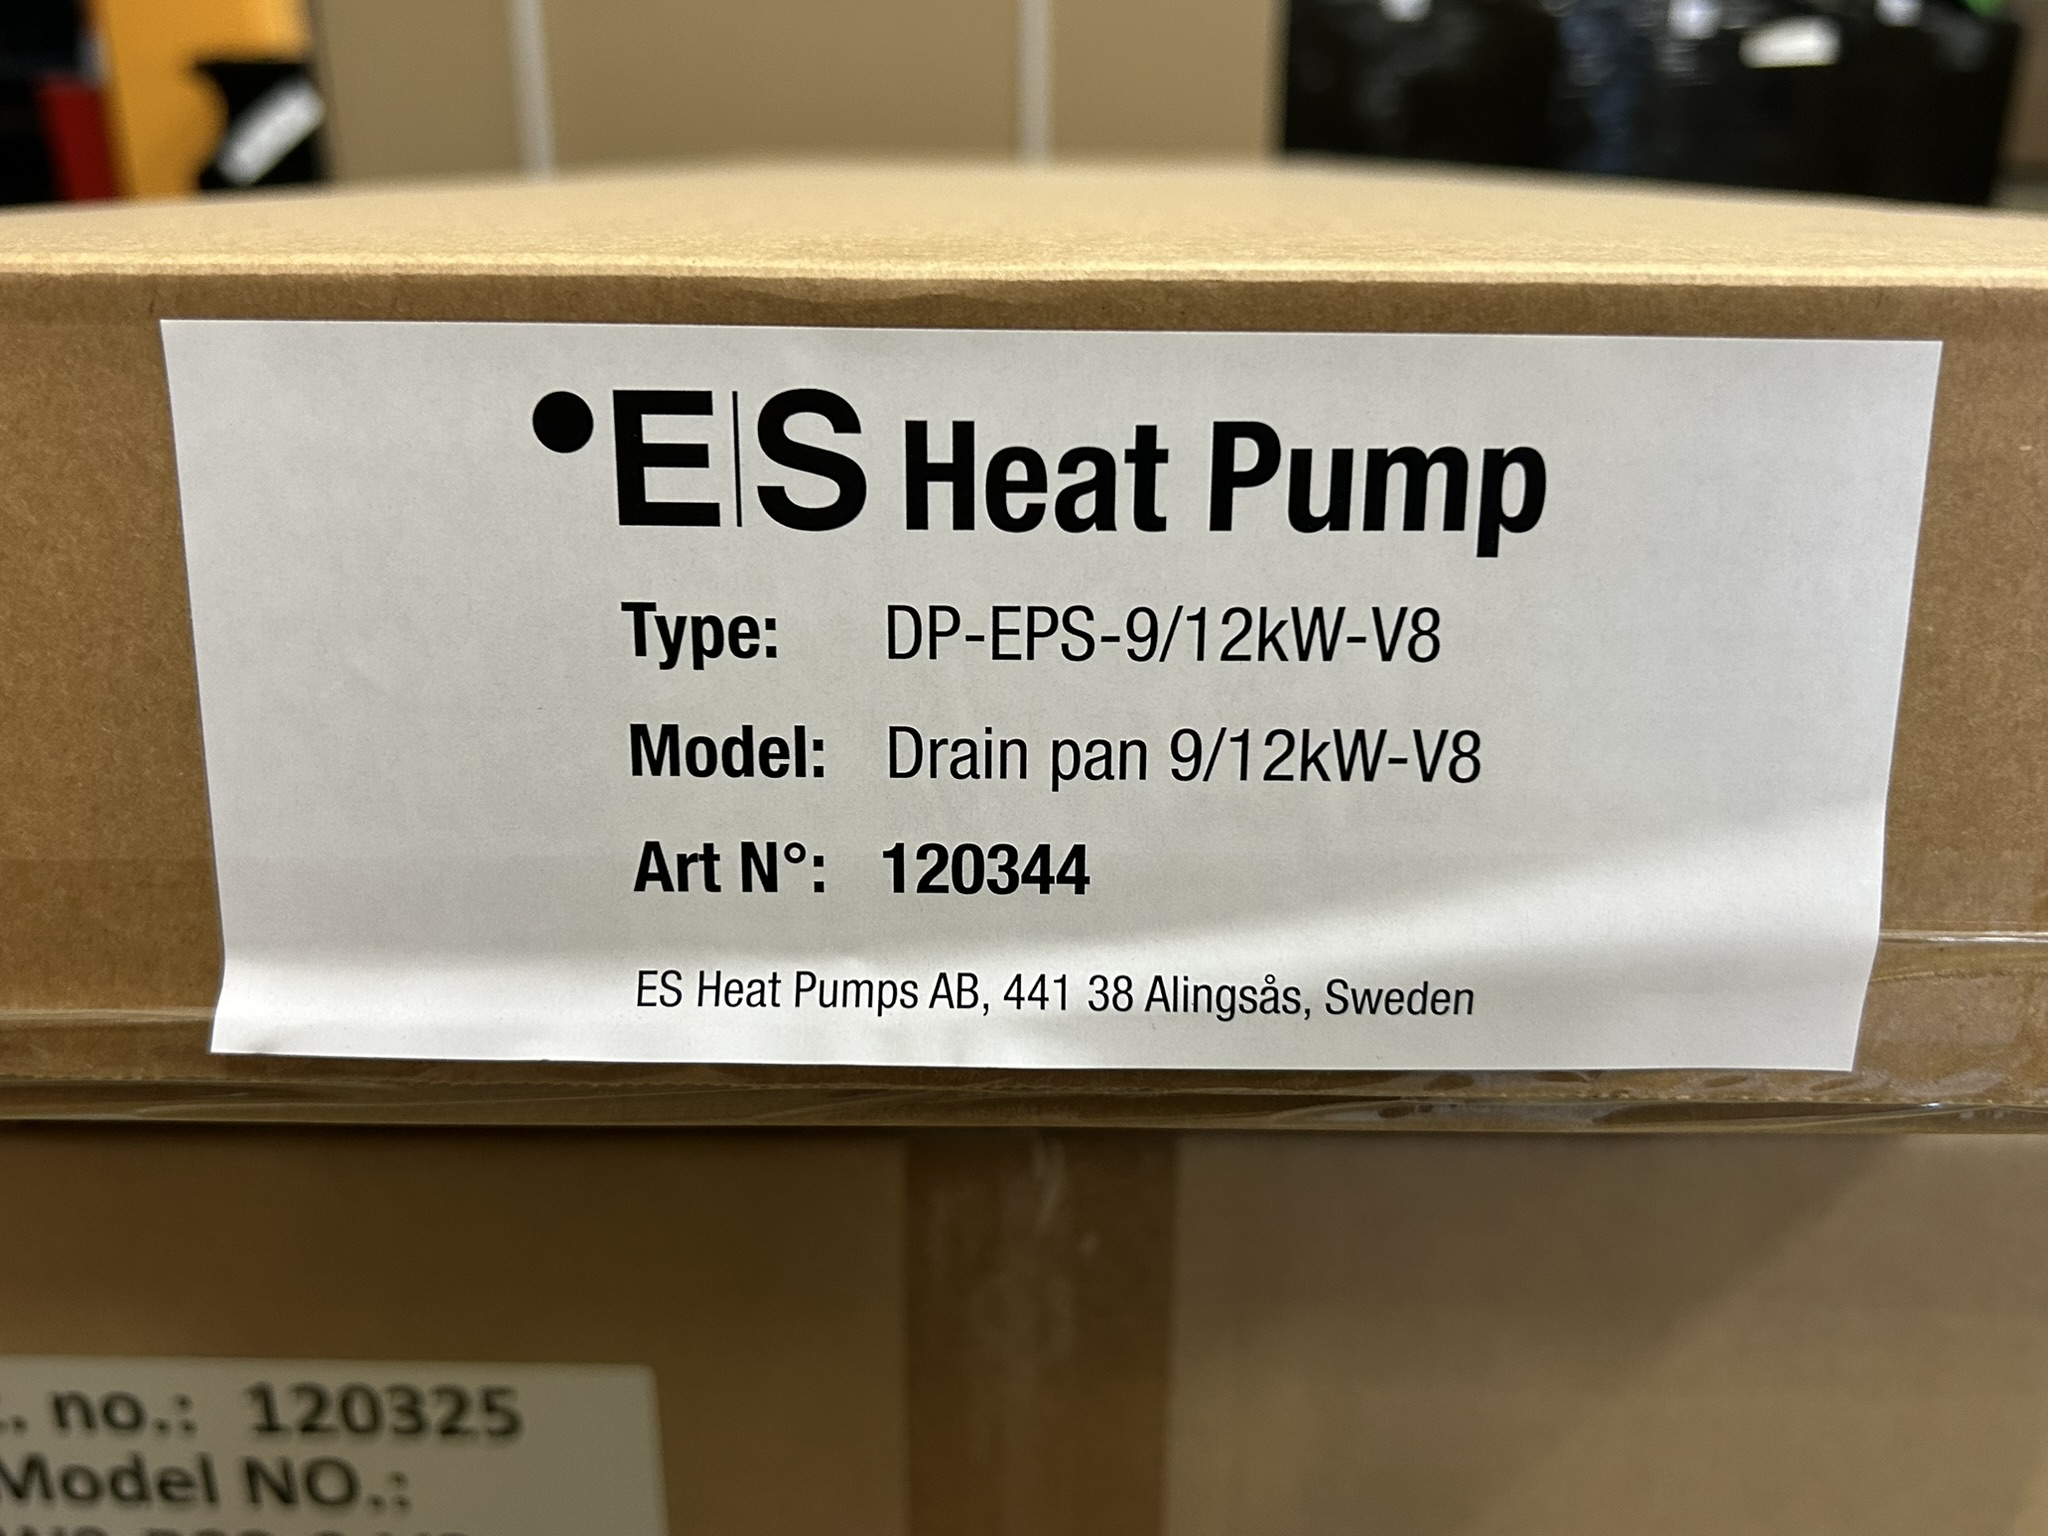 E|S Heat Pump
Type: DP-EPS-9/12kW-V8
Model: Drain pan 9/12kW-V8
Art N°: 120344
ES Heat Pumps AB, 441 38 Alingsås, Sweden
no.: 120325
Model NO.: